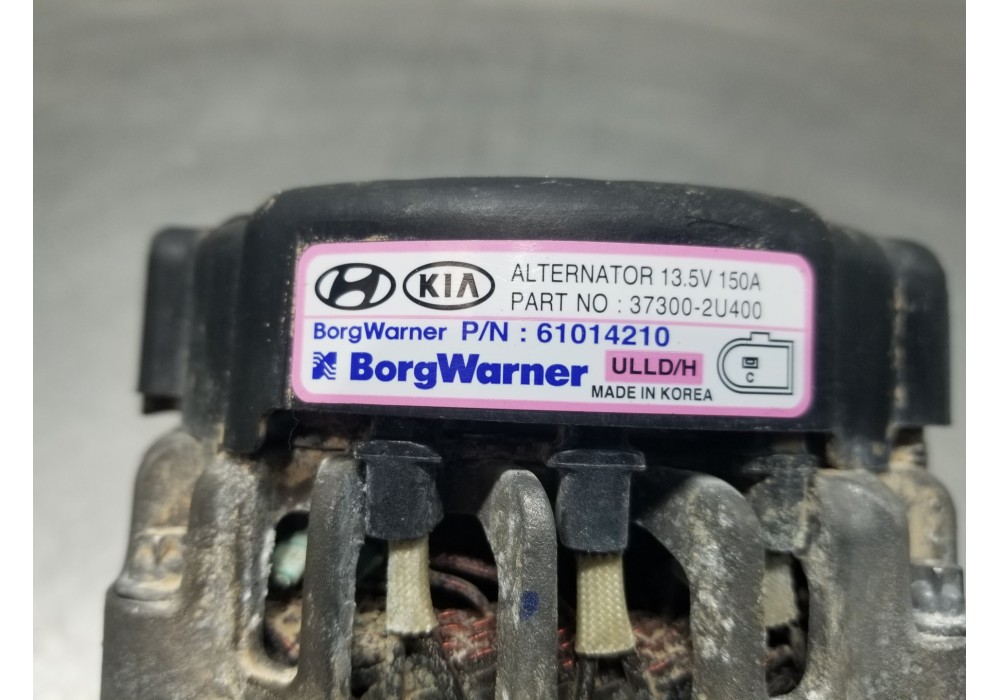 KIA
ALTERNATOR 13.5V 150A
PART NO : 37300-2U400
BorgWarner P/N : 61014210
BorgWarner ULLD/H
MADE IN KOREA
C